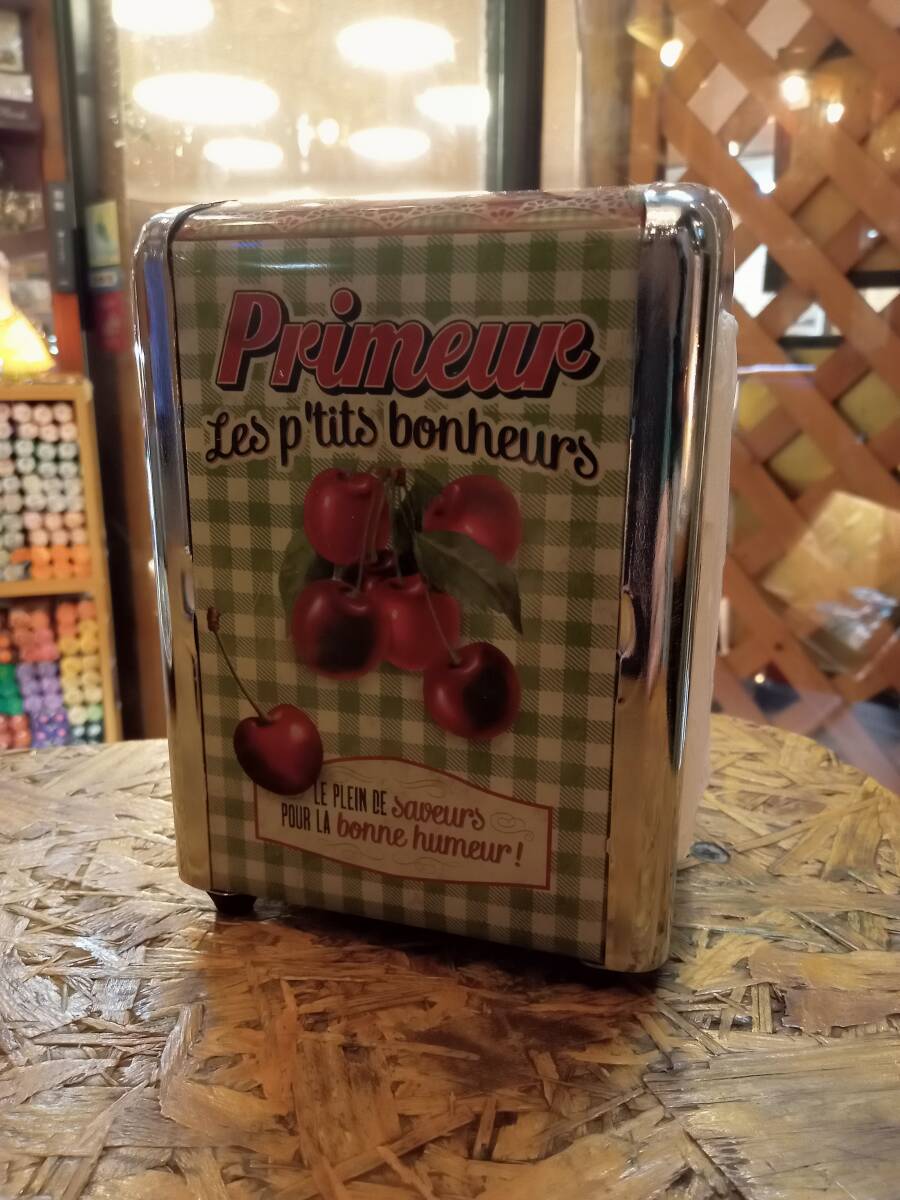 Primeur
Les p'tits bonheurs
LE PLEIN DE saveurs
POUR LA bonne humeur!